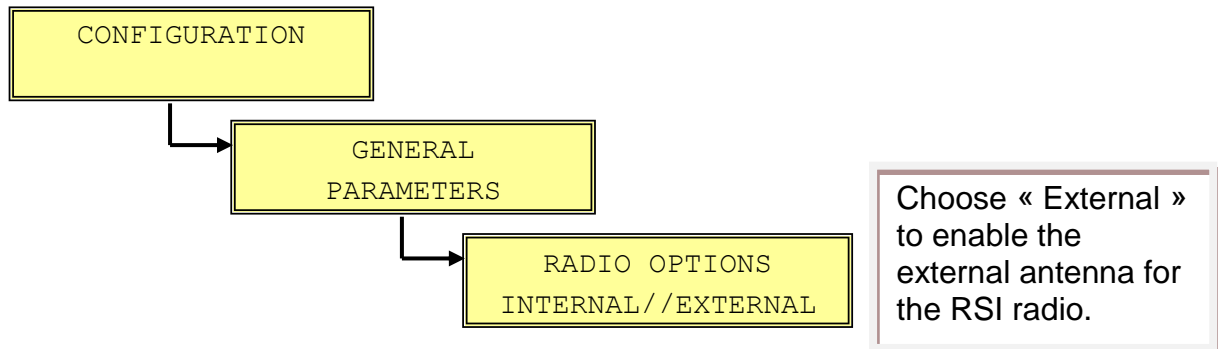 CONFIGURATION
GENERAL
PARAMETERS
RADIO OPTIONS
INTERNAL//EXTERNAL
Choose « External »
to enable the
external antenna for
the RSI radio.